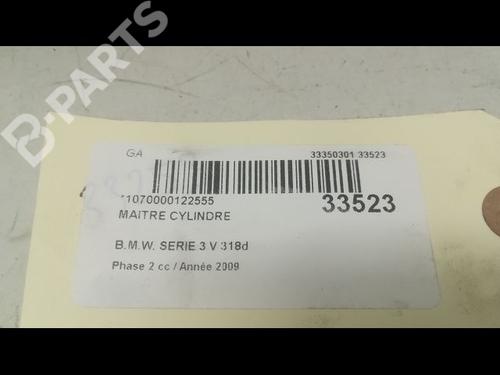 B-PARTS
GA
33350301 33523
*1070000122555
33523
MAITRE CYLINDRE
B.M.W. SERIE 3 V 318d
Phase 2 cc / Année 2009